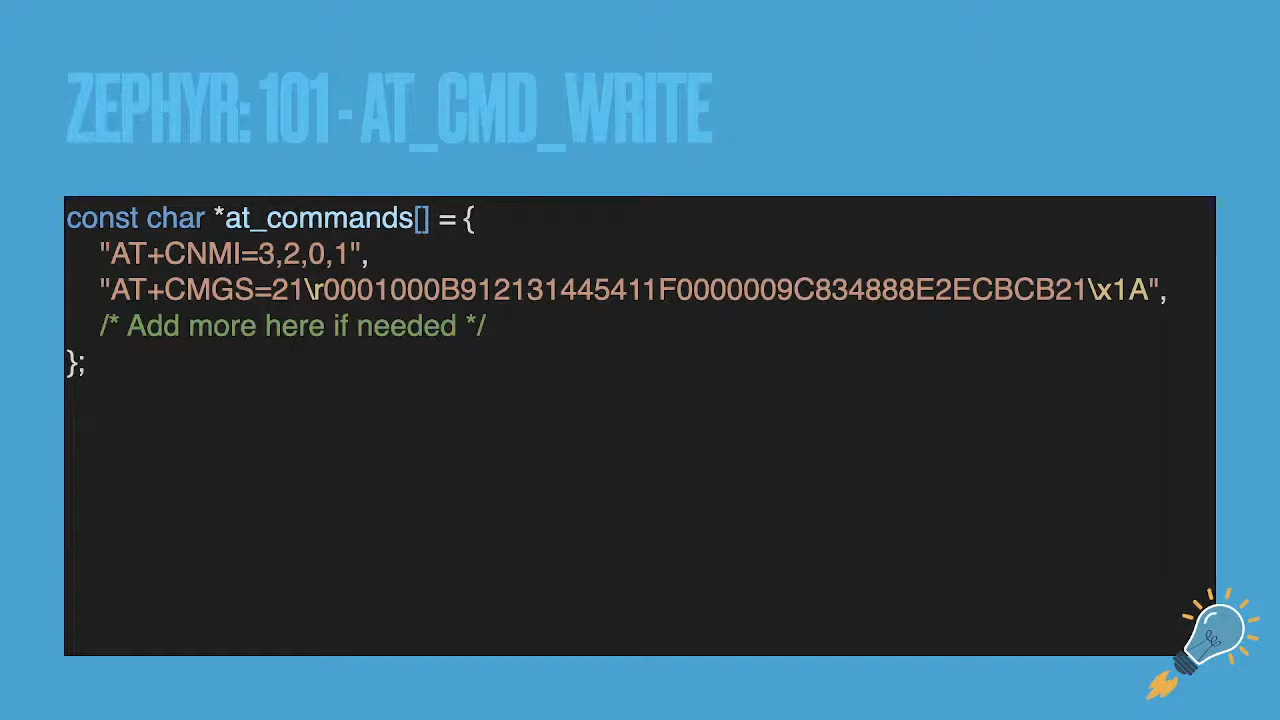 ZEPHYR: 101 - AT_CMD_WRITE
const char *at_commands[] = {
"AT+CNMI=3,2,0,1",
"AT+CMGS=21\r0001000B912131445411F0000009C834888E2ECBCB21\x1A",
/* Add more here if needed */
};